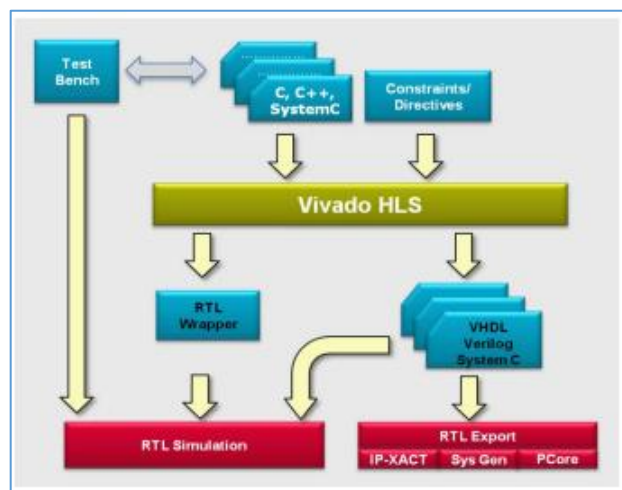 Test
Bench
C, C++,
SystemC
Constraints/
Directives
Vivado HLS
RTL
Wrapper
VHDL
Verilog
System C
RTL Simulation
RTL Export
IP-XACT
Sys Gen
PCore